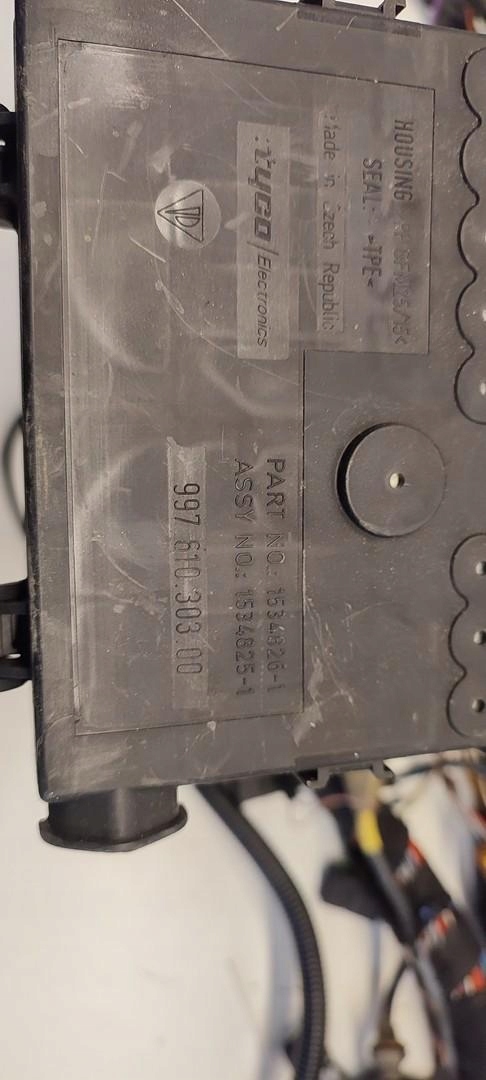 HOUSING
SEAL: >TPE<
Made in Czech Republic
tyco / Electronics
PART NO.: 1534826-1
ASSY NO.: 1534825-1
997 610.303 00